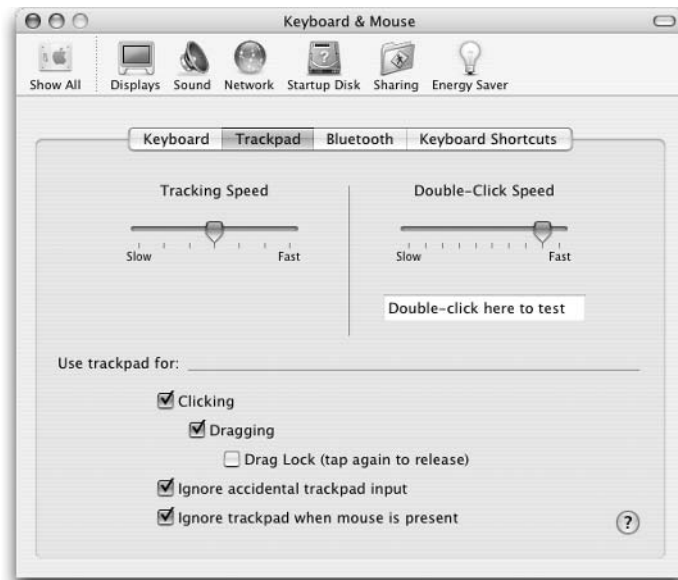 Keyboard & Mouse
Show All Displays Sound Network Startup Disk Sharing Energy Saver
Keyboard Trackpad Bluetooth Keyboard Shortcuts
Tracking Speed Double-Click Speed
Slow Fast Slow Fast
Double-click here to test
Use trackpad for:
Clicking
Dragging
Drag Lock (tap again to release)
Ignore accidental trackpad input
Ignore trackpad when mouse is present
?